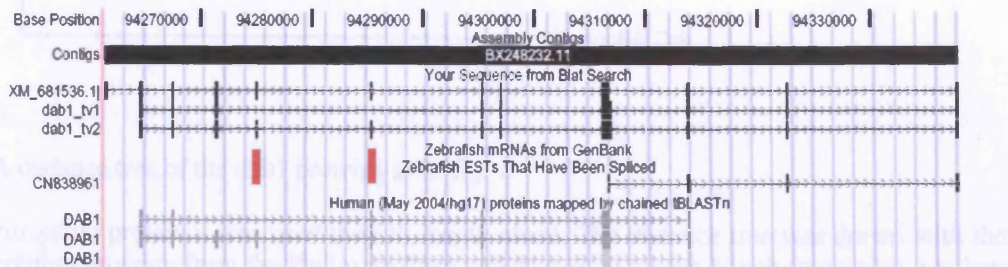 Base Position 94270000 94280000 94290000 94300000 94310000 94320000 94330000
Assembly Contigs
Contigs BX248232.11
Your Sequence from Blat Search
XM_681536.1
dab1_tv1
dab1_tv2
Zebrafish mRNAs from GenBank
Zebrafish ESTs That Have Been Spliced
CN838961
Human (May 2004/hg17) proteins mapped by chained tBLASTn
DAB1
DAB1
DAB1